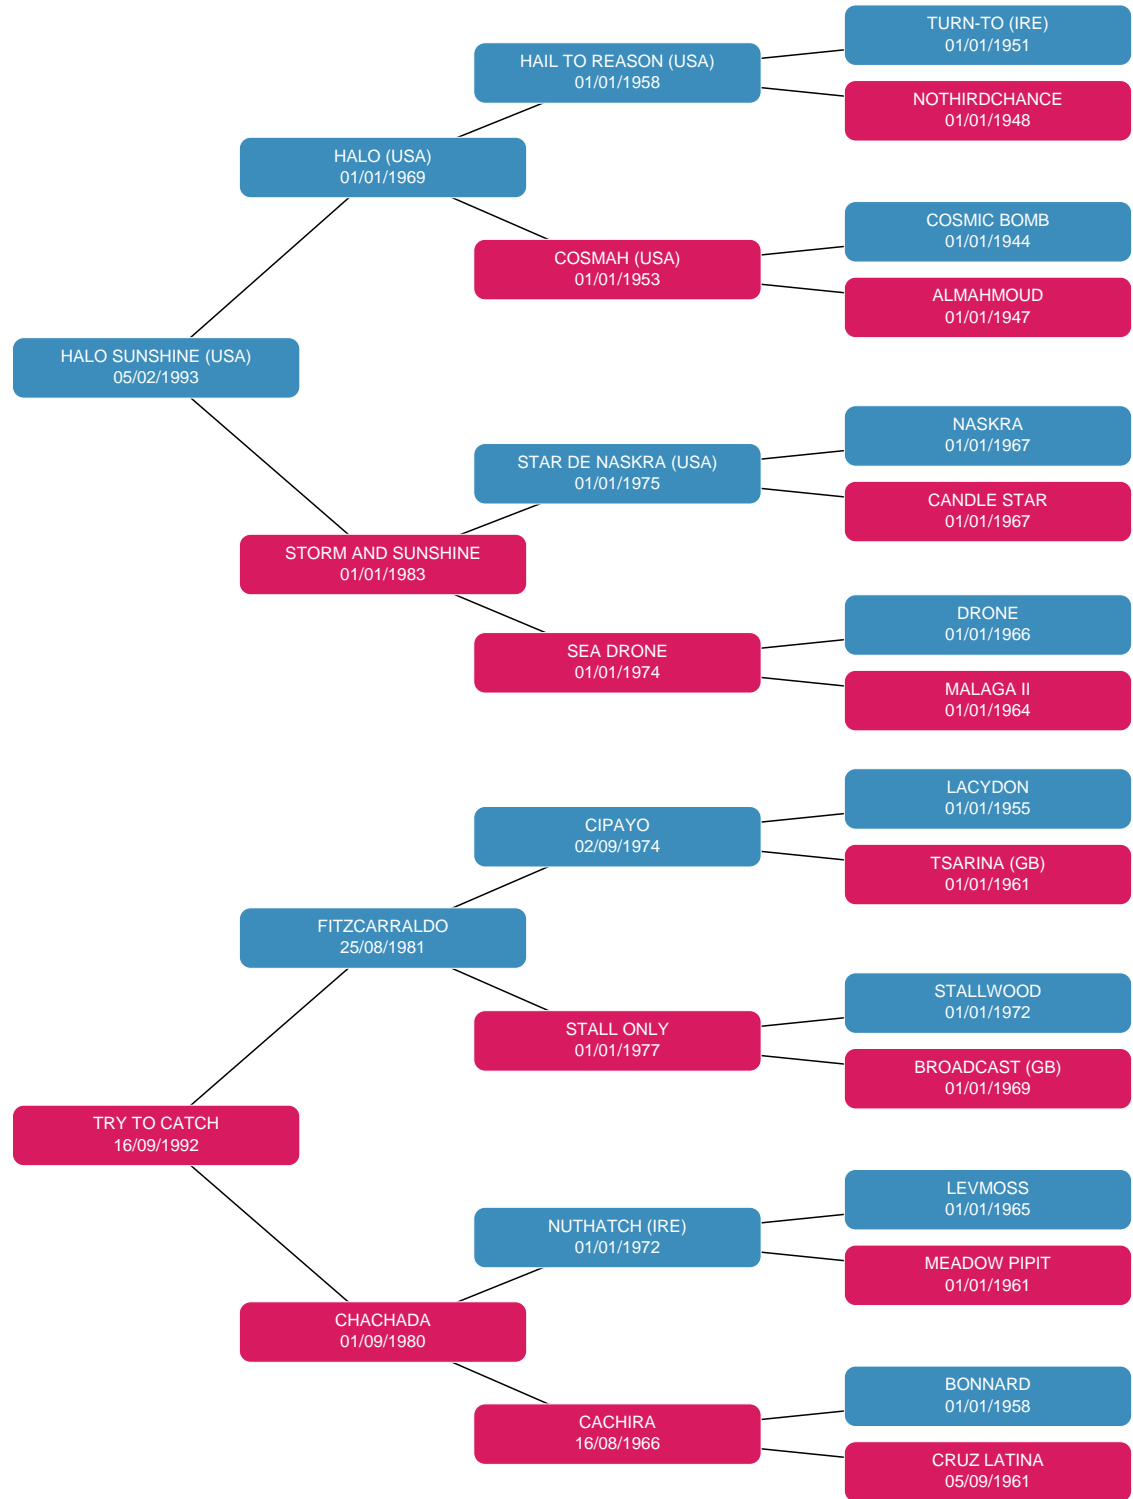 TURN-TO (IRE)
01/01/1951
HAIL TO REASON (USA)
01/01/1958
NOTHIRDCHANCE
01/01/1948
HALO (USA)
01/01/1969
COSMIC BOMB
01/01/1944
COSMAH (USA)
01/01/1953
ALMAHMOUD
01/01/1947
HALO SUNSHINE (USA)
05/02/1993
NASKRA
01/01/1967
STAR DE NASKRA (USA)
01/01/1975
CANDLE STAR
01/01/1967
STORM AND SUNSHINE
01/01/1983
DRONE
01/01/1966
SEA DRONE
01/01/1974
MALAGA II
01/01/1964
LACYDON
01/01/1955
CIPAYO
02/09/1974
TSARINA (GB)
01/01/1961
FITZCARRALDO
25/08/1981
STALLWOOD
01/01/1972
STALL ONLY
01/01/1977
BROADCAST (GB)
01/01/1969
TRY TO CATCH
16/09/1992
LEVMOSS
01/01/1965
NUTHATCH (IRE)
01/01/1972
MEADOW PIPIT
01/01/1961
CHACHADA
01/09/1980
BONNARD
01/01/1958
CACHIRA
16/08/1966
CRUZ LATINA
05/09/1961